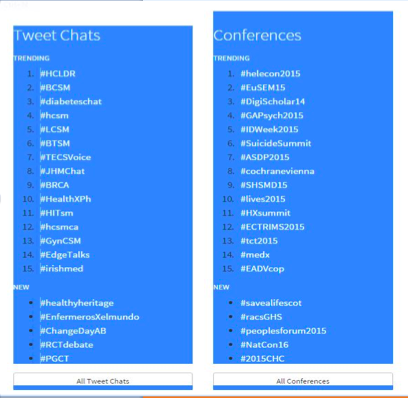 Tweet Chats
TRENDING
1. #HCLDR
2. #BCSM
3. #diabeteschat
4. #hcsm
5. #LCSM
6. #BTSM
7. #TECSVoice
8. #JHMChat
9. #BRCA
10. #HealthXPh
11. #HITsm
12. #hcsmca
13. #GynCSM
14. #EdgeTalks
15. #irishmed
NEW
• #healthyheritage
• #EnfermerosXelmundo
• #ChangeDayAB
• #RCTdebate
• #PGCT
All Tweet Chats
Conferences
TRENDING
1. #helecon2015
2. #EuSEM15
3. #DigiScholar14
4. #GAPsych2015
5. #IDWeek2015
6. #SuicideSummit
7. #ASDP2015
8. #cochranevienna
9. #SHSMD15
10. #lives2015
11. #HXsummit
12. #ECTRIMS2015
13. #tct2015
14. #medx
15. #EADVcop
NEW
• #savealifescot
• #racsGHS
• #peoplesforum2015
• #NatCon16
• #2015CHC
All Conferences